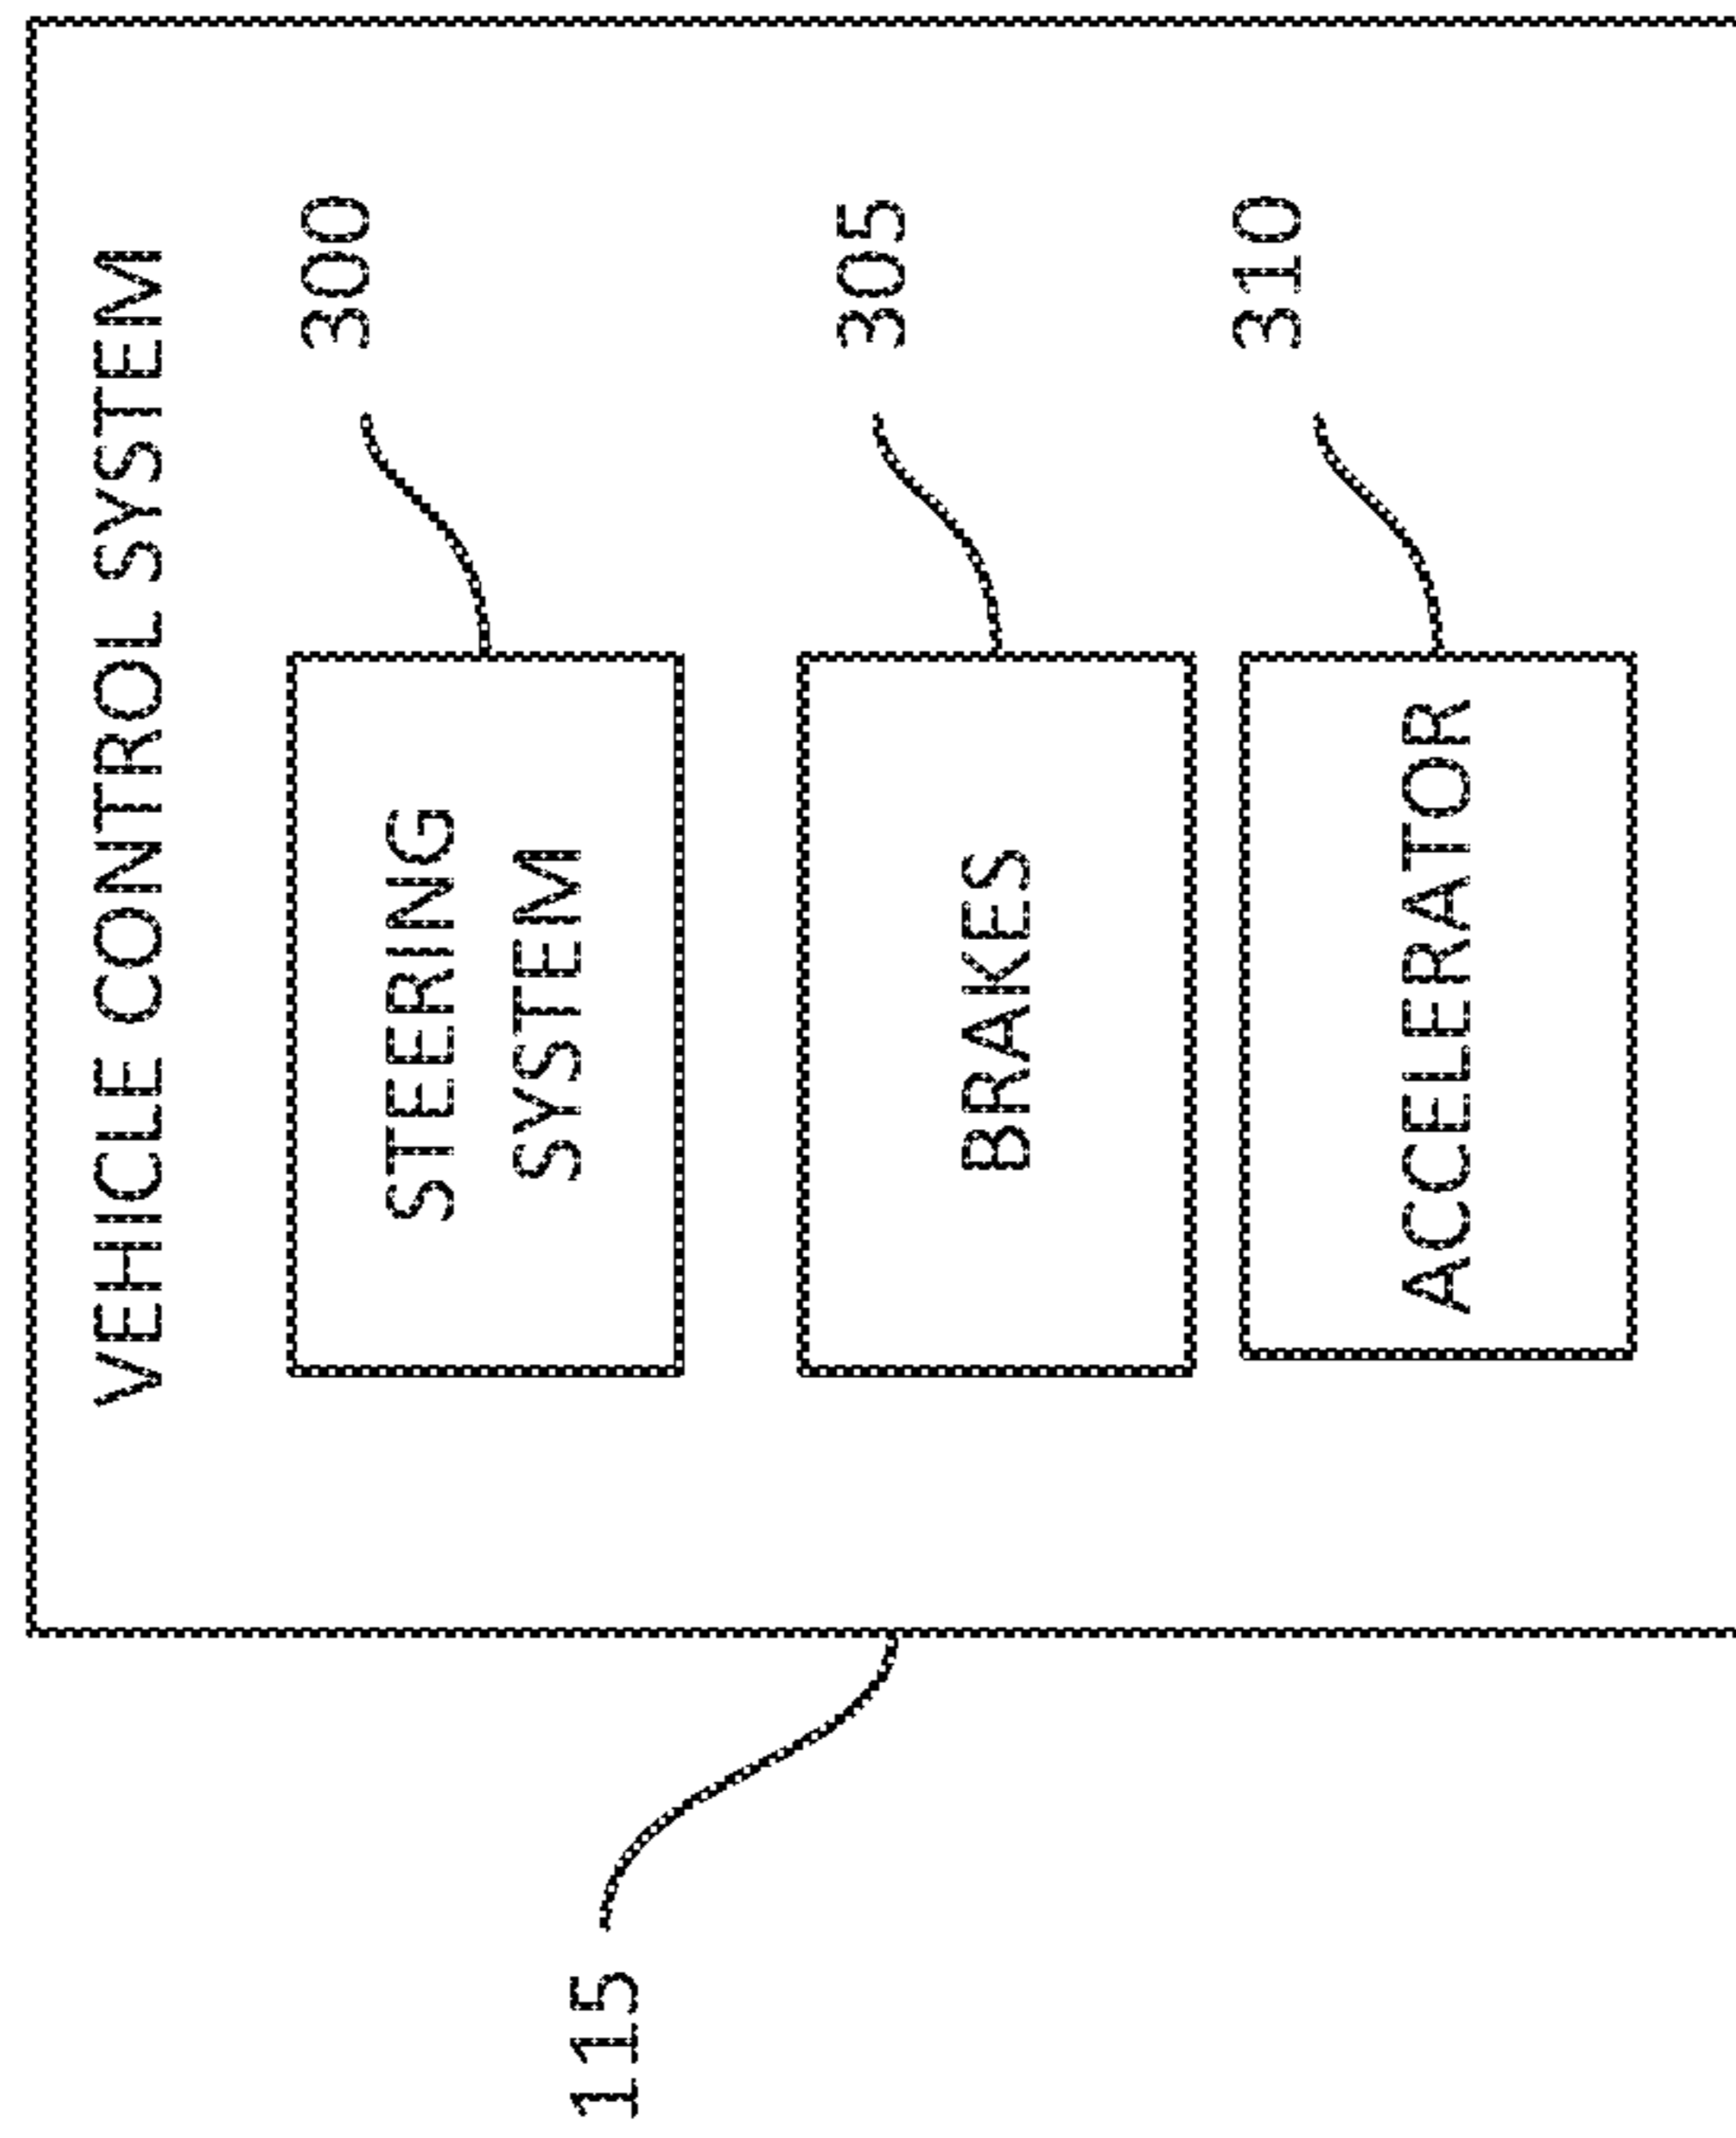 VEHICLE CONTROL SYSTEM
300
STEERING
SYSTEM
305
BRAKES
310
ACCELERATOR
115